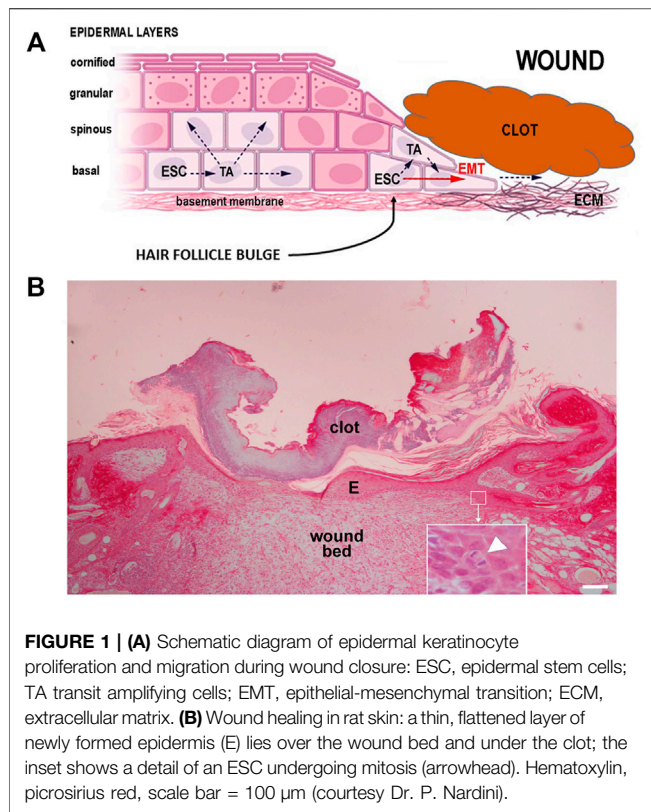 A
EPIDERMAL LAYERS
cornified
granular
spinous
basal
ESC
TA
TA
ESC
EMT
WOUND
CLOT
ECM
basement membrane
HAIR FOLLICLE BULGE
B
clot
E
wound
bed
FIGURE 1 | (A) Schematic diagram of epidermal keratinocyte
proliferation and migration during wound closure: ESC, epidermal stem cells;
TA transit amplifying cells; EMT, epithelial-mesenchymal transition; ECM,
extracellular matrix. (B) Wound healing in rat skin: a thin, flattened layer of
newly formed epidermis (E) lies over the wound bed and under the clot; the
inset shows a detail of an ESC undergoing mitosis (arrowhead). Hematoxylin,
picrosirius red, scale bar = 100 µm (courtesy Dr. P. Nardini).